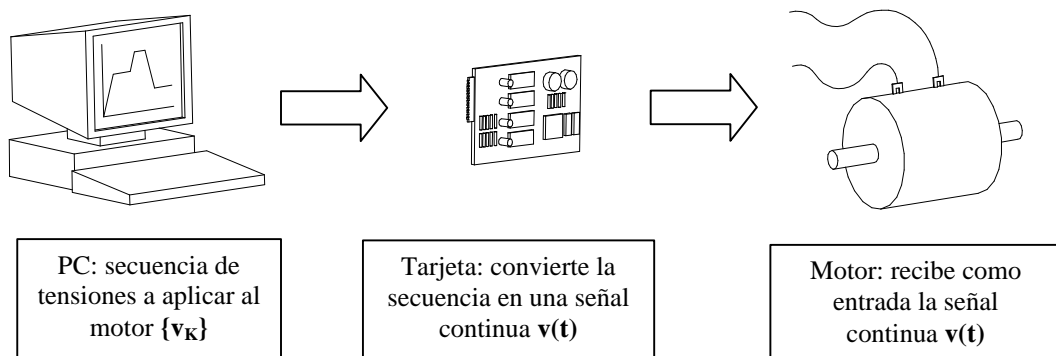 PC: secuencia de
tensiones a aplicar al
motor {vK}
Tarjeta: convierte la
secuencia en una señal
continua v(t)
Motor: recibe como
entrada la señal
continua v(t)